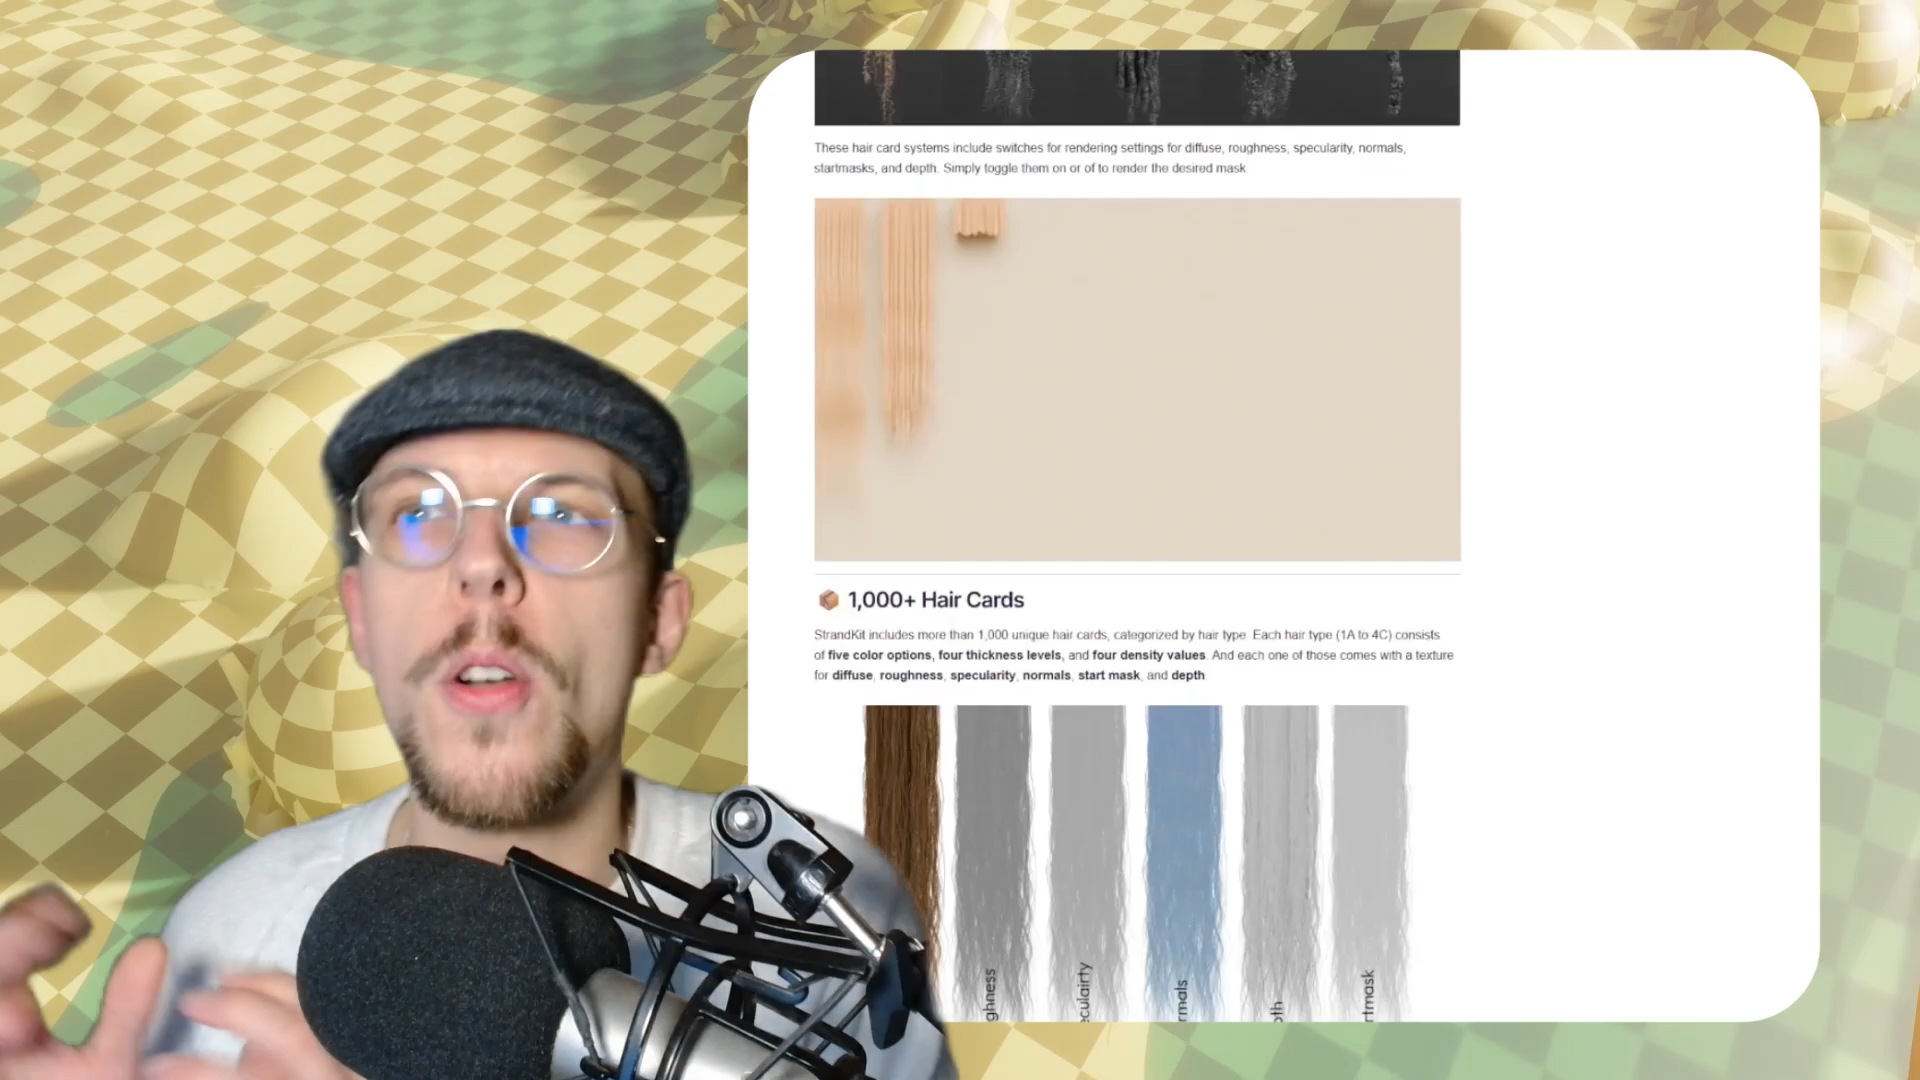 These hair card systems include switches for rendering settings for diffuse, roughness, specularity, normals,
startmasks, and depth. Simply toggle them on or of to render the desired mask
1,000+ Hair Cards
StrandKit includes more than 1,000 unique hair cards, categorized by hair type. Each hair type (1A to 4C) consists
of five color options, four thickness levels, and four density values. And each one of those comes with a texture
for diffuse, roughness, specularity, normals, start mask, and depth
ghness
eculairty
rmals
oth
rtmask